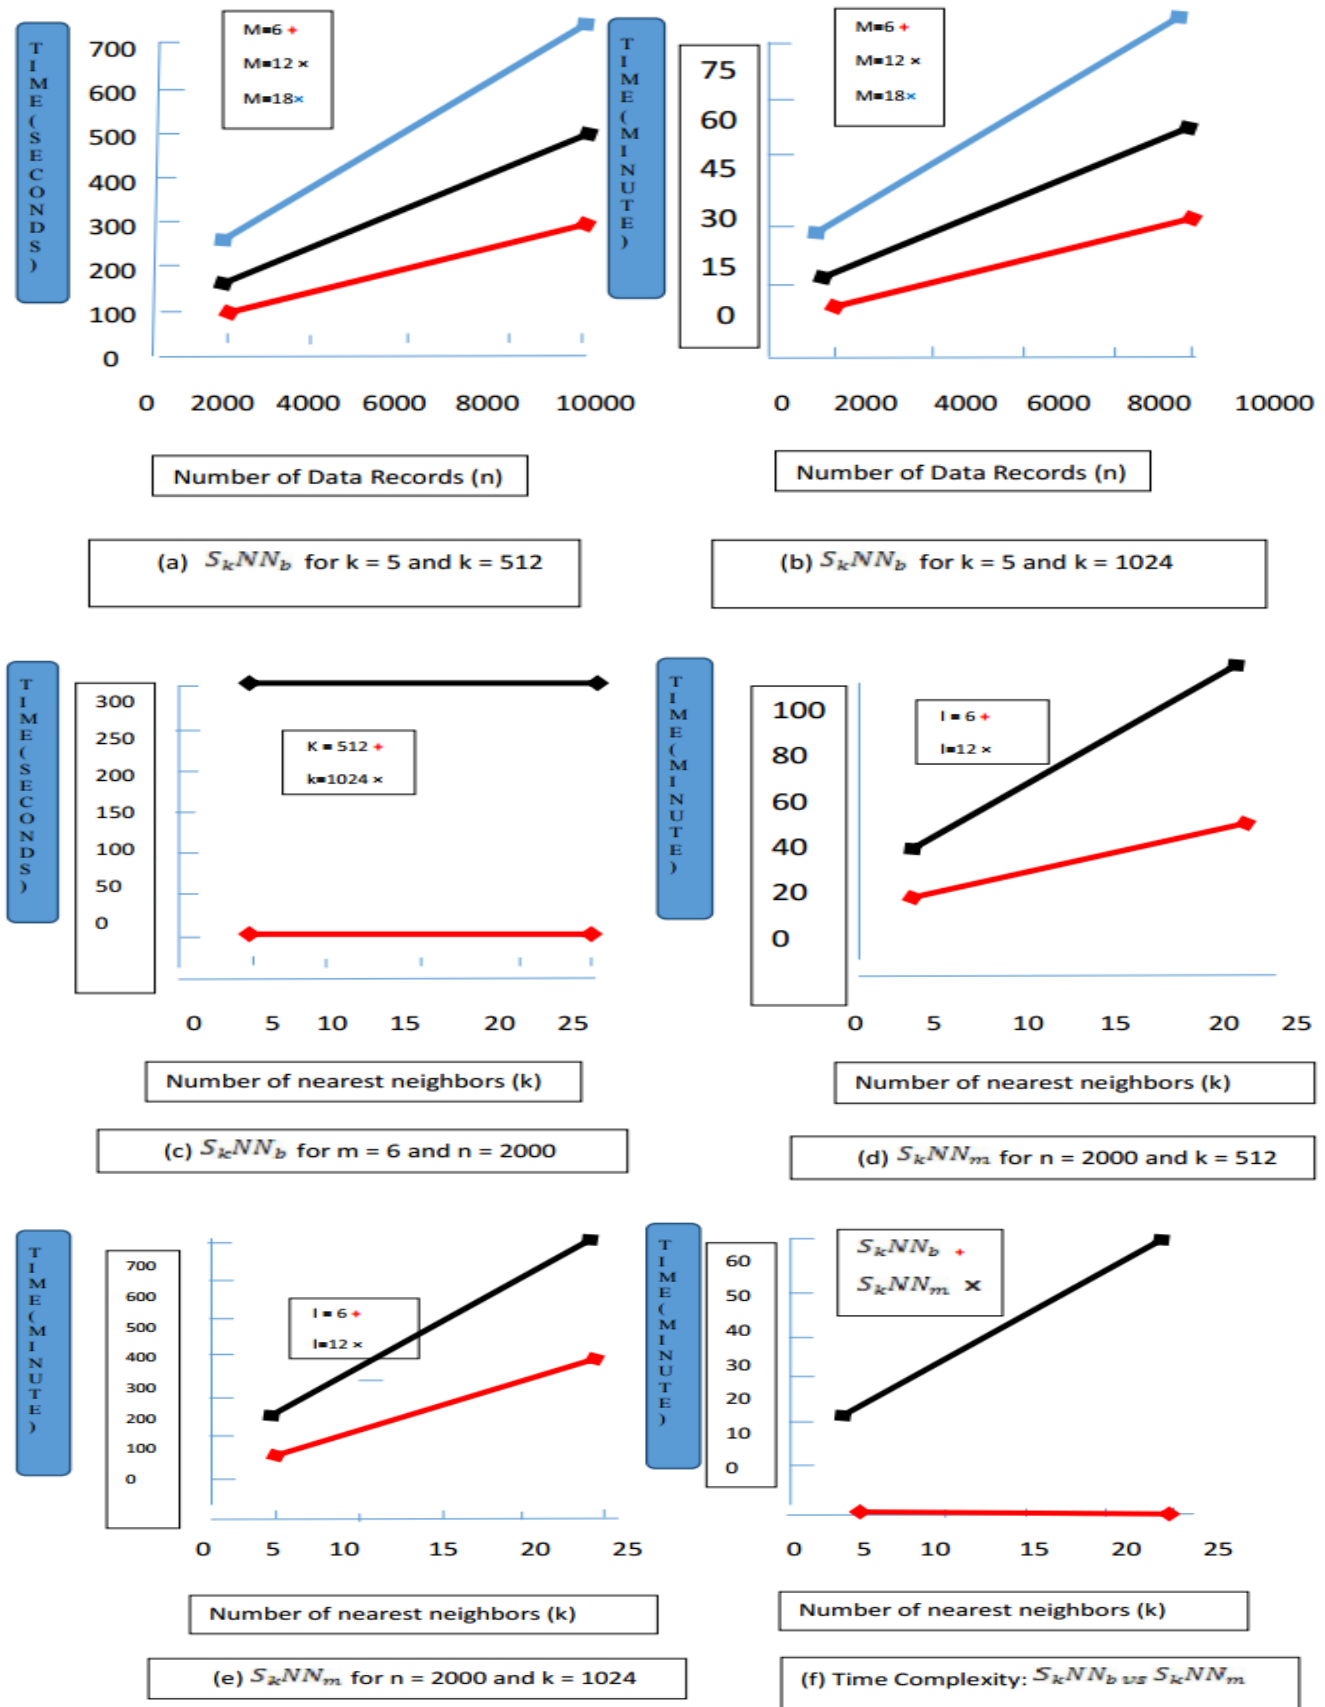 TIME(SECONDS)
700
600
500
400
300
200
100
0
M=6 +
M=12 ×
M=18×
0 2000 4000 6000 8000 10000
Number of Data Records (n)
(a) SkNNb for k = 5 and k = 512
TIME(MINUTE)
75
60
45
30
15
0
M=6 +
M=12 ×
M=18×
0 2000 4000 6000 8000 10000
Number of Data Records (n)
(b) SkNNb for k = 5 and k = 1024
TIME(SECONDS)
300
250
200
150
100
50
0
K = 512 +
k=1024 ×
0 5 10 15 20 25
Number of nearest neighbors (k)
(c) SkNNb for m = 6 and n = 2000
TIME(MINUTE)
100
80
60
40
20
0
l = 6 +
l=12 ×
0 5 10 15 20 25
Number of nearest neighbors (k)
(d) SkNNm for n = 2000 and k = 512
TIME(MINUTE)
700
600
500
400
300
200
100
0
l = 6 +
l=12 ×
0 5 10 15 20 25
Number of nearest neighbors (k)
(e) SkNNm for n = 2000 and k = 1024
TIME(MINUTE)
60
50
40
30
20
10
0
SkNNb +
SkNNm ×
0 5 10 15 20 25
Number of nearest neighbors (k)
(f) Time Complexity: SkNNb vs SkNNm